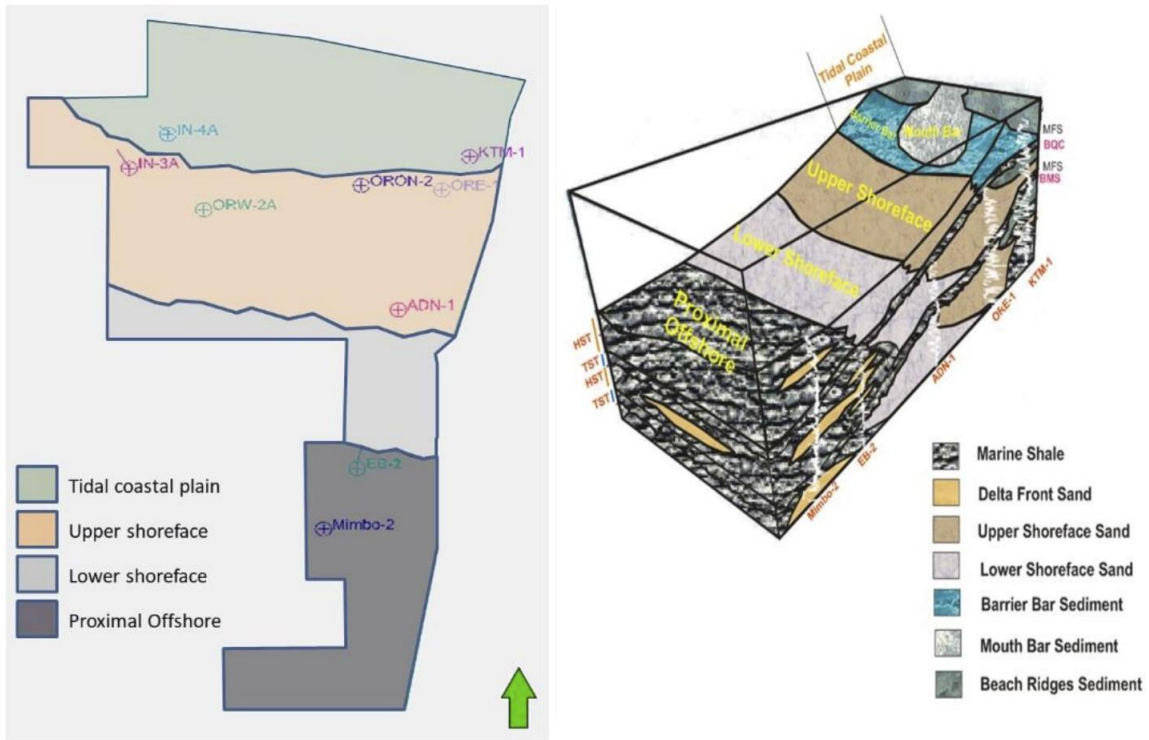 IN-4A
IN-3A
KTM-1
ORON-2
ORE-1
ORW-2A
ADN-1
EB-2
Mimbo-2
Tidal coastal plain
Upper shoreface
Lower shoreface
Proximal Offshore
Tidal Coastal
Plain
Barrier Bar
Mouth Bar
MFS
BQC
MFS
BMS
Upper Shoreface
Lower Shoreface
Proximal
Offshore
HST
TST
HST
TST
KTM-1
ORE-1
ADN-1
EB-2
Mimbo-2
Marine Shale
Delta Front Sand
Upper Shoreface Sand
Lower Shoreface Sand
Barrier Bar Sediment
Mouth Bar Sediment
Beach Ridges Sediment